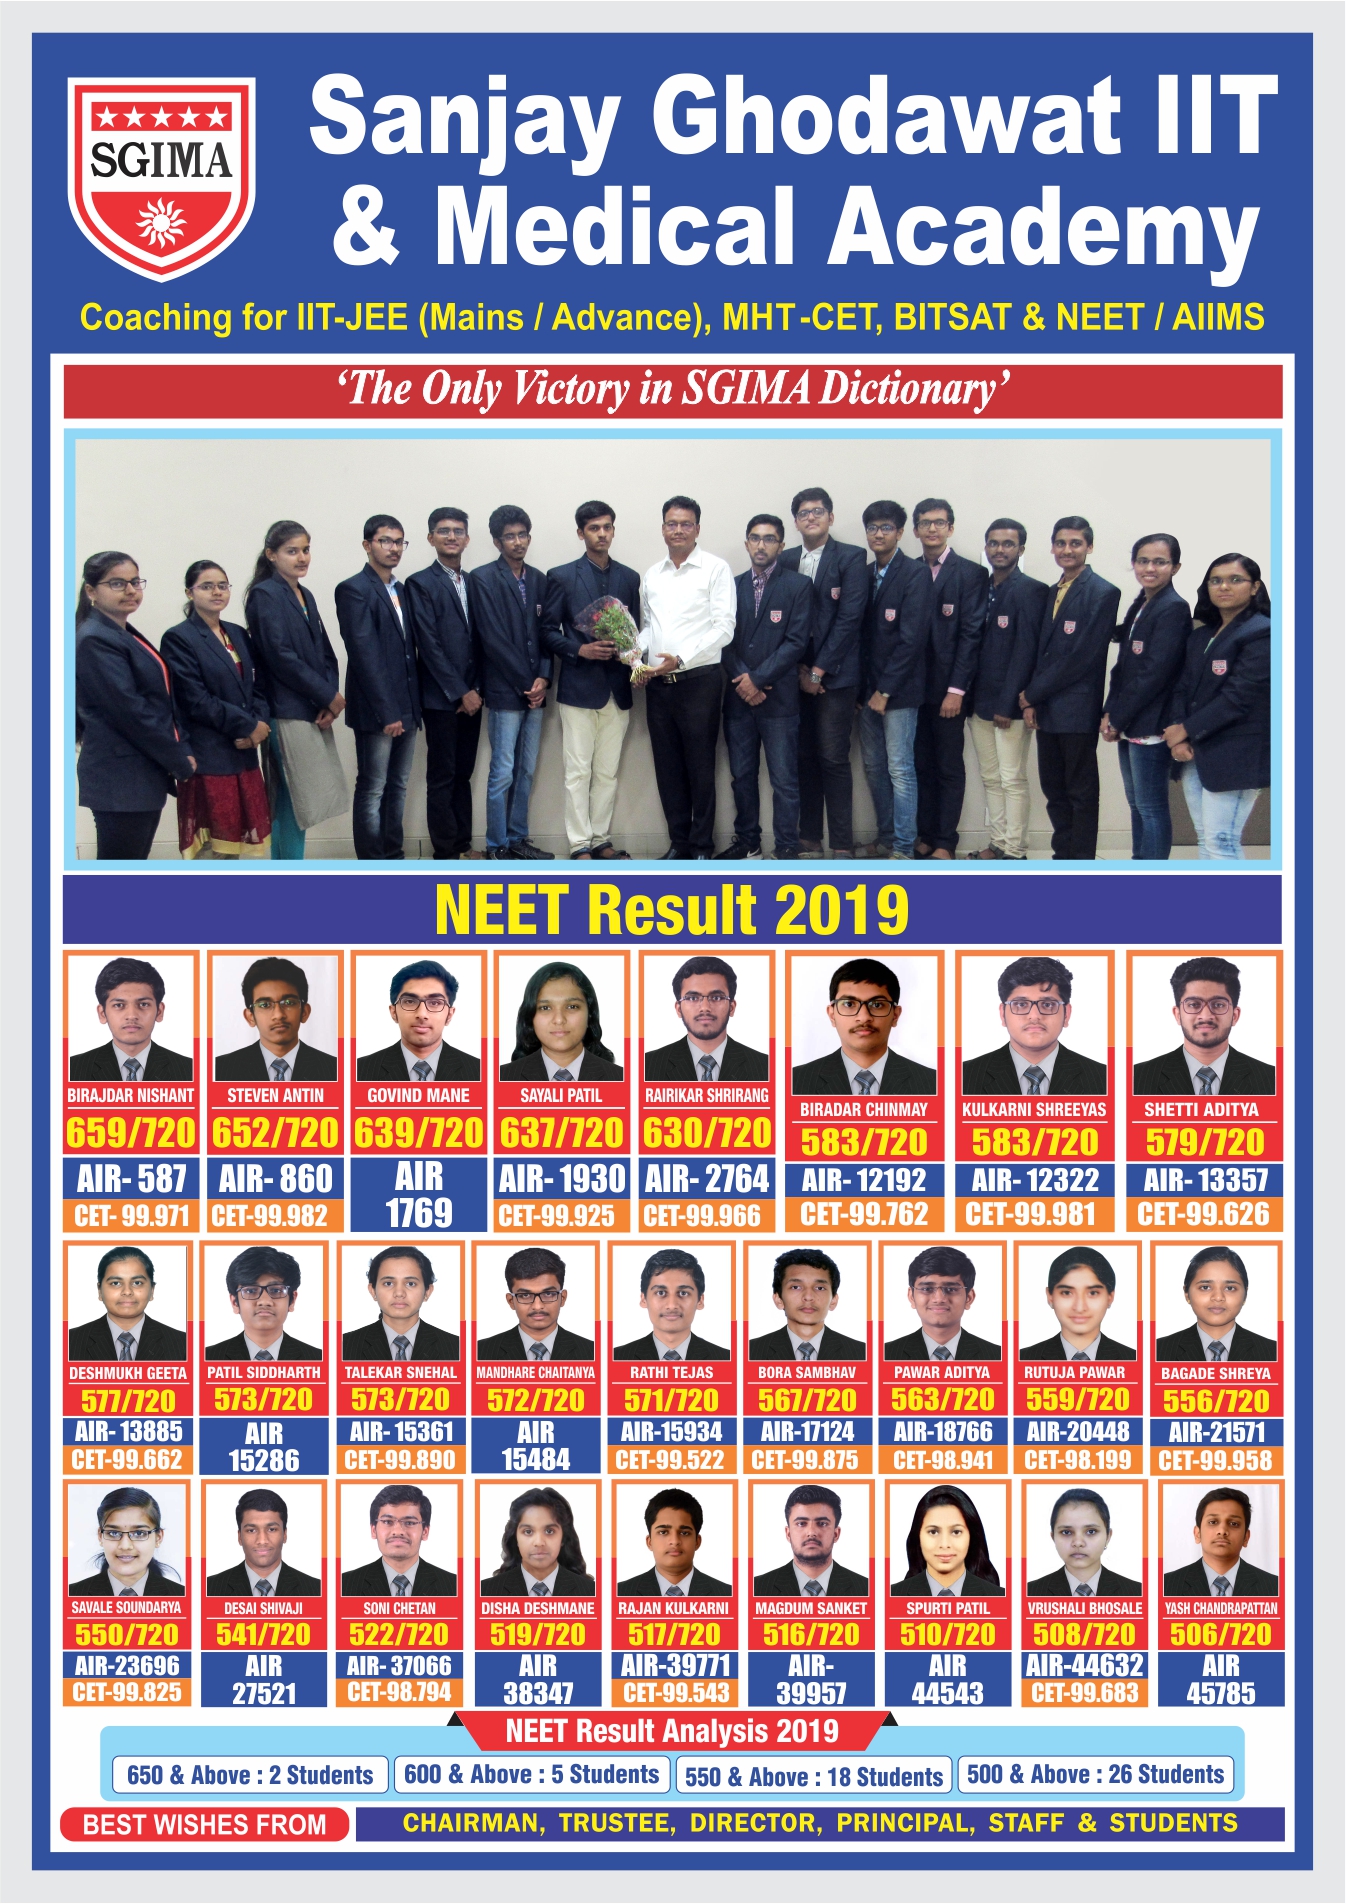 SGIMA
Sanjay Ghodawat IIT
& Medical Academy
Coaching for IIT-JEE (Mains / Advance), MHT-CET, BITSAT & NEET / AIIMS
‘The Only Victory in SGIMA Dictionary’
NEET Result 2019
BIRAJDAR NISHANT
659/720
AIR- 587
CET- 99.971
STEVEN ANTIN
652/720
AIR- 860
CET-99.982
GOVIND MANE
639/720
AIR
1769
SAYALI PATIL
637/720
AIR- 1930
CET-99.925
RAIRIKAR SHRIRANG
630/720
AIR- 2764
CET-99.966
BIRADAR CHINMAY
583/720
AIR- 12192
CET-99.762
KULKARNI SHREEYAS
583/720
AIR- 12322
CET-99.981
SHETTI ADITYA
579/720
AIR- 13357
CET-99.626
DESHMUKH GEETA
577/720
AIR- 13885
CET-99.662
PATIL SIDDHARTH
573/720
AIR
15286
TALEKAR SNEHAL
573/720
AIR- 15361
CET-99.890
MANDHARE CHAITANYA
572/720
AIR
15484
RATHI TEJAS
571/720
AIR-15934
CET-99.522
BORA SAMBHAV
567/720
AIR-17124
CET-99.875
PAWAR ADITYA
563/720
AIR-18766
CET-98.941
RUTUJA PAWAR
559/720
AIR-20448
CET-98.199
BAGADE SHREYA
556/720
AIR-21571
CET-99.958
SAVALE SOUNDARYA
550/720
AIR-23696
CET-99.825
DESAI SHIVAJI
541/720
AIR
27521
SONI CHETAN
522/720
AIR- 37066
CET-98.794
DISHA DESHMANE
519/720
AIR
38347
RAJAN KULKARNI
517/720
AIR-39771
CET-99.543
MAGDUM SANKET
516/720
AIR-
39957
SPURTI PATIL
510/720
AIR
44543
VRUSHALI BHOSALE
508/720
AIR-44632
CET-99.683
YASH CHANDRAPATTAN
506/720
AIR
45785
NEET Result Analysis 2019
650 & Above : 2 Students
600 & Above : 5 Students
550 & Above : 18 Students
500 & Above : 26 Students
BEST WISHES FROM
CHAIRMAN, TRUSTEE, DIRECTOR, PRINCIPAL, STAFF & STUDENTS